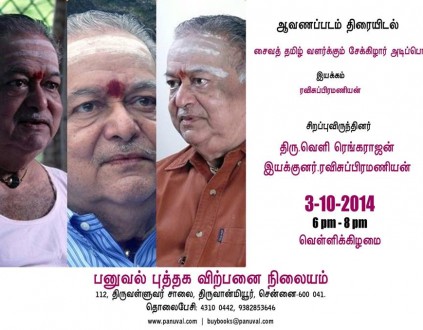 ஆவணப்படம் திரையிடல்
சைவத் தமிழ் வளர்க்கும் சேக்கிழார் அடிப்பொ
இயக்கம்
ரவிசுப்பிரமணியன்
சிறப்புவிருந்தினர்
திரு.வெளி ரெங்கராஜன்
இயக்குனர்.ரவிசுப்பிரமணியன்
3-10-2014
6 pm - 8 pm
வெள்ளிக்கிழமை
பனுவல் புத்தக விற்பனை நிலையம்
112, திருவள்ளுவர் சாலை, திருவான்மியூர், சென்னை-600 041.
தொலைபேசி: 4310 0442, 9382853646
www.panuval.com | buybooks@panuval.com